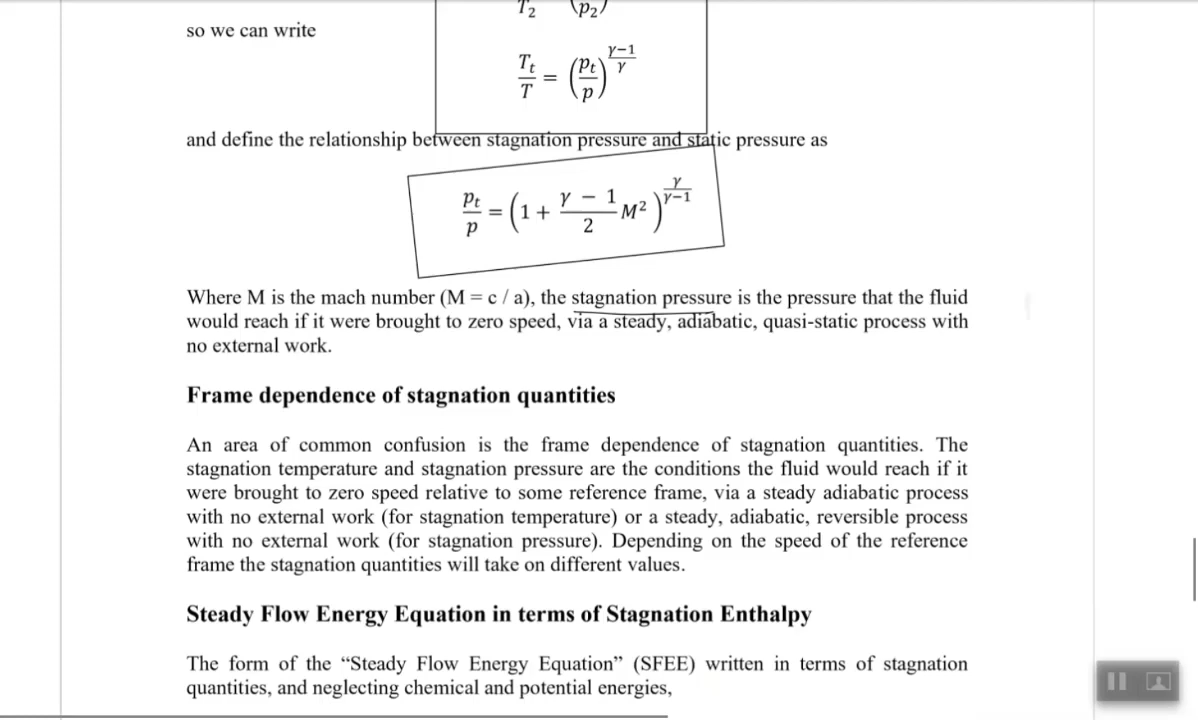 T₂ (p₂)
so we can write
T_t/T = (p_t/p)^((γ−1)/γ)
and define the relationship between stagnation pressure and static pressure as
p_t/p = (1 + (γ − 1)/2 M²)^(γ/(γ−1))
Where M is the mach number (M = c / a), the stagnation pressure is the pressure that the fluid
would reach if it were brought to zero speed, via a steady, adiabatic, quasi-static process with
no external work.
Frame dependence of stagnation quantities
An area of common confusion is the frame dependence of stagnation quantities. The
stagnation temperature and stagnation pressure are the conditions the fluid would reach if it
were brought to zero speed relative to some reference frame, via a steady adiabatic process
with no external work (for stagnation temperature) or a steady, adiabatic, reversible process
with no external work (for stagnation pressure). Depending on the speed of the reference
frame the stagnation quantities will take on different values.
Steady Flow Energy Equation in terms of Stagnation Enthalpy
The form of the “Steady Flow Energy Equation” (SFEE) written in terms of stagnation
quantities, and neglecting chemical and potential energies,